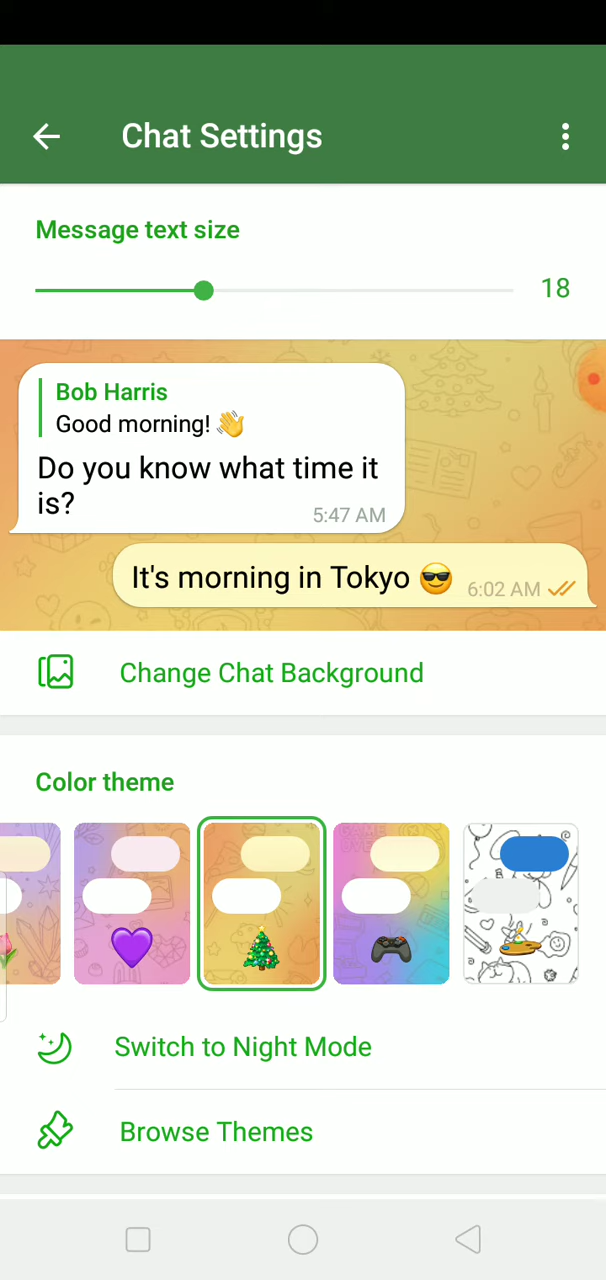 Chat Settings
Message text size
18
Bob Harris
Good morning! 👋
Do you know what time it
is?
5:47 AM
It's morning in Tokyo 😎
6:02 AM
Change Chat Background
Color theme
Switch to Night Mode
Browse Themes